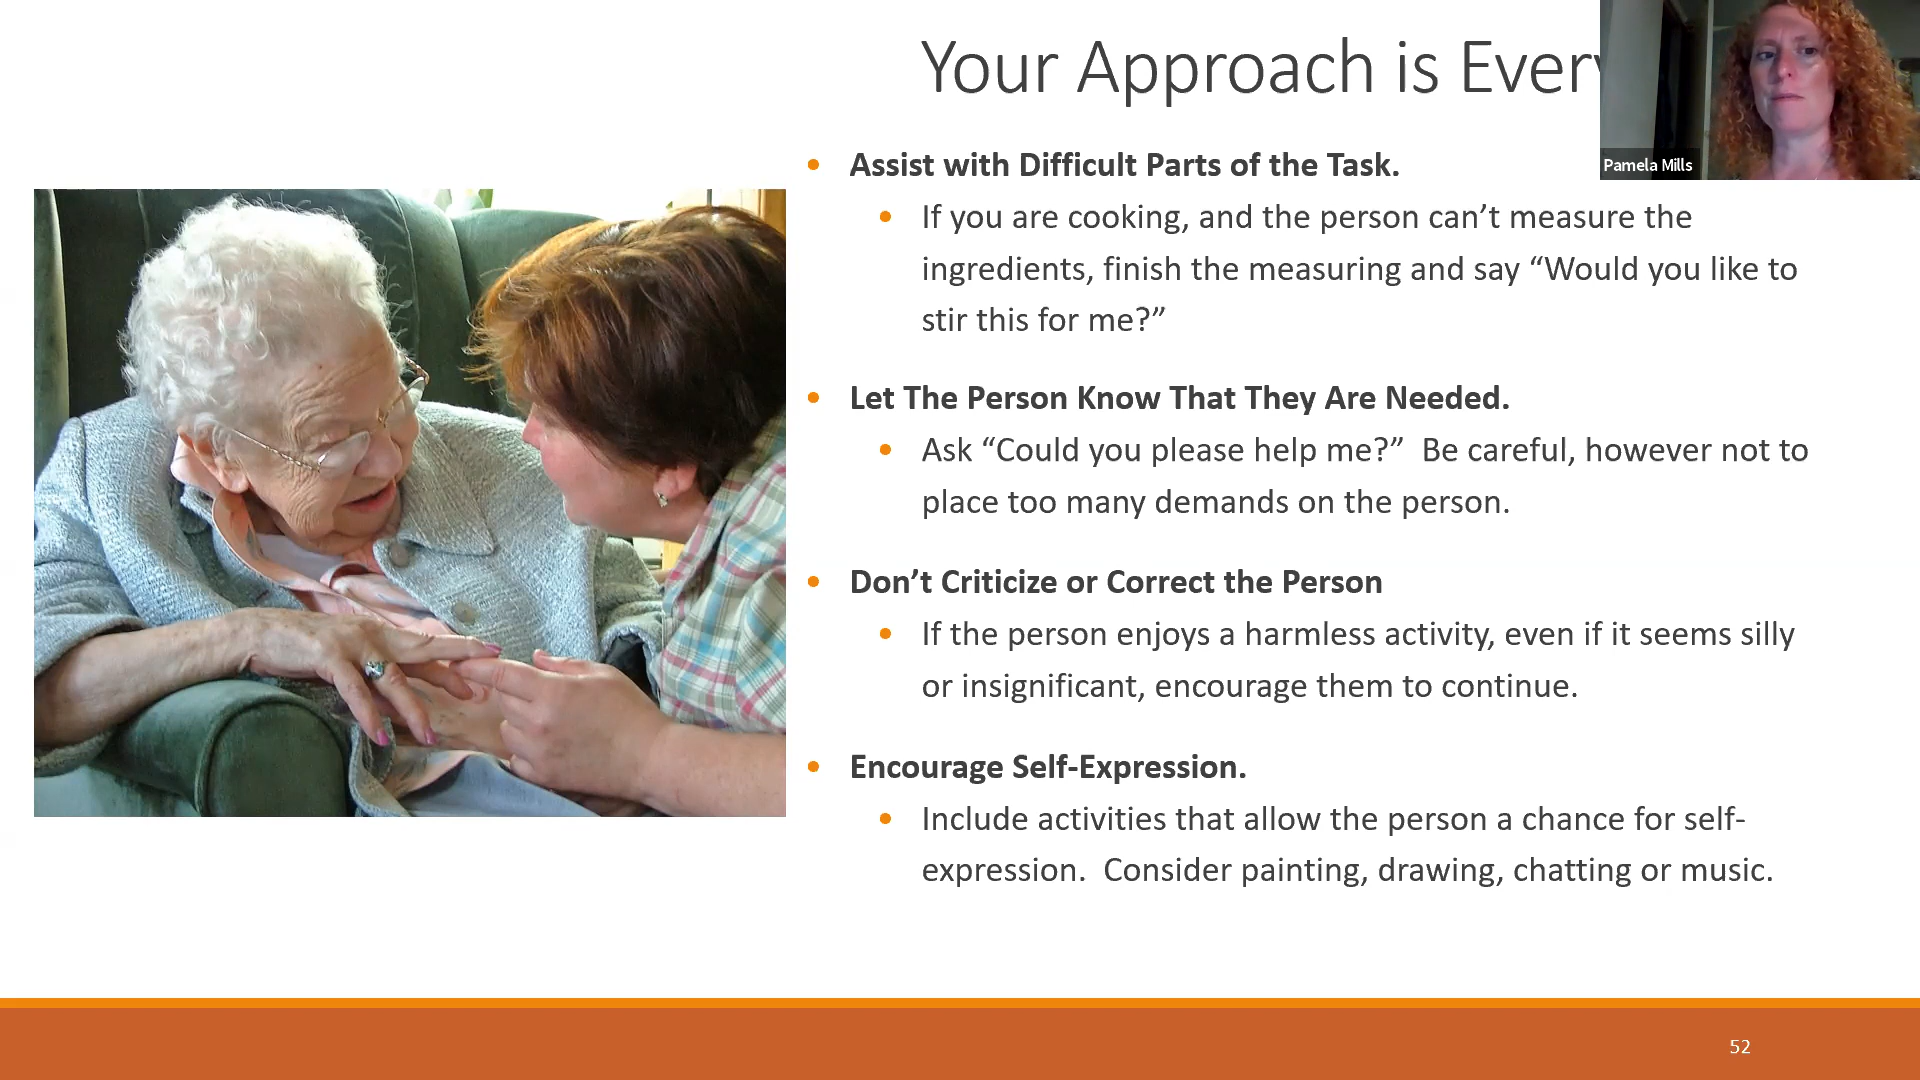 Your Approach is Every
Pamela Mills
• Assist with Difficult Parts of the Task.
• If you are cooking, and the person can’t measure the
ingredients, finish the measuring and say “Would you like to
stir this for me?”
• Let The Person Know That They Are Needed.
• Ask “Could you please help me?”  Be careful, however not to
place too many demands on the person.
• Don’t Criticize or Correct the Person
• If the person enjoys a harmless activity, even if it seems silly
or insignificant, encourage them to continue.
• Encourage Self-Expression.
• Include activities that allow the person a chance for self-
expression.  Consider painting, drawing, chatting or music.
52